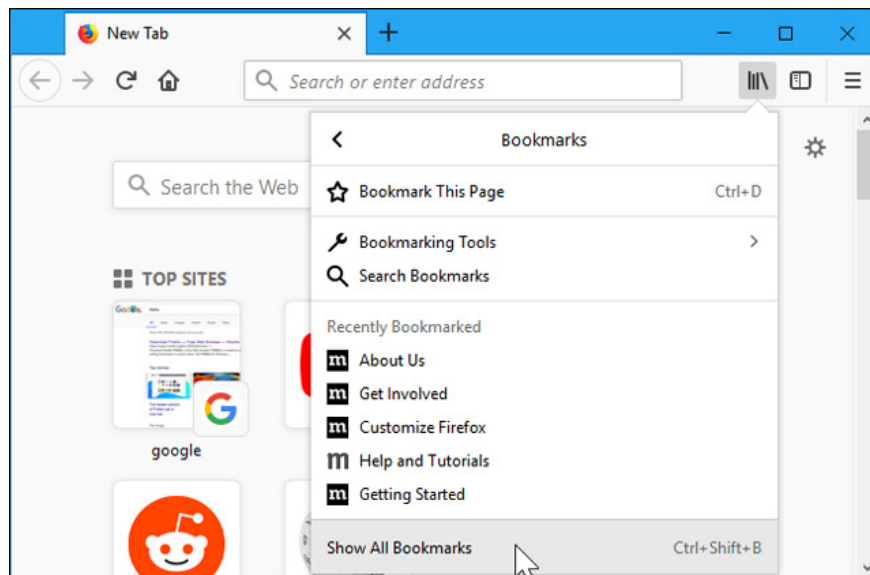 New Tab
Search or enter address
Bookmarks
Bookmark This Page Ctrl+D
Search the Web
Bookmarking Tools
Search Bookmarks
TOP SITES
Recently Bookmarked
About Us
Get Involved
Customize Firefox
google
Help and Tutorials
Getting Started
Show All Bookmarks Ctrl+Shift+B